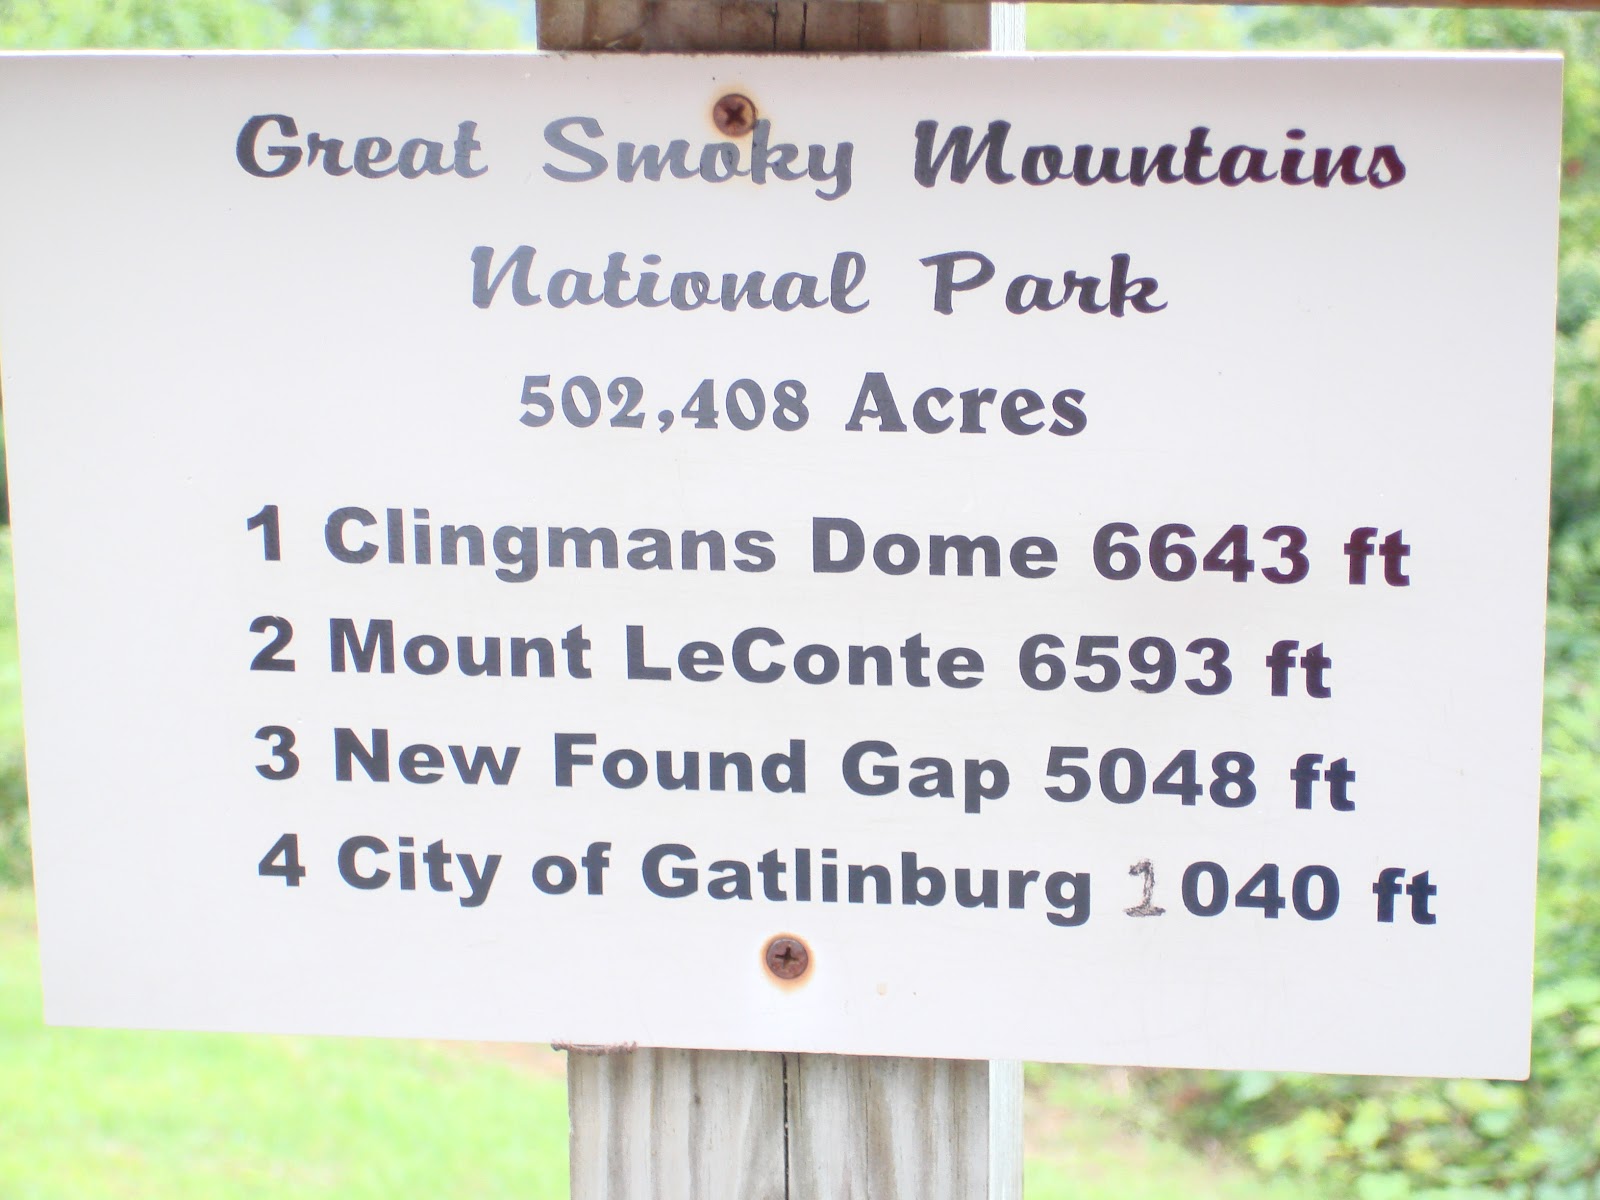 Great Smoky Mountains
National Park
502,408 Acres
1 Clingmans Dome 6643 ft
2 Mount LeConte 6593 ft
3 New Found Gap 5048 ft
4 City of Gatlinburg 1040 ft